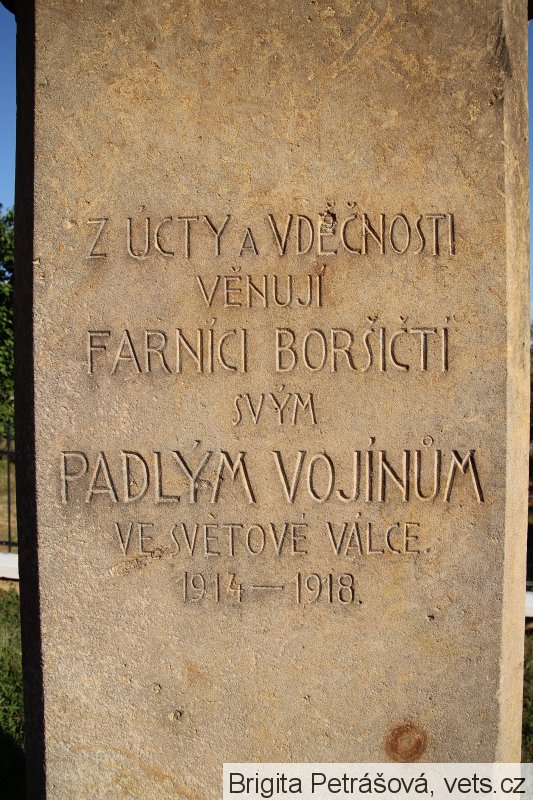 Z ÚCTY A VDĚČNOSTI
VĚNUJÍ
FARNÍCI BORŠIČTÍ
SVÝM
PADLÝM VOJÍNŮM
VE SVĚTOVÉ VÁLCE.
1914 — 1918.
Brigita Petrášová, vets.cz